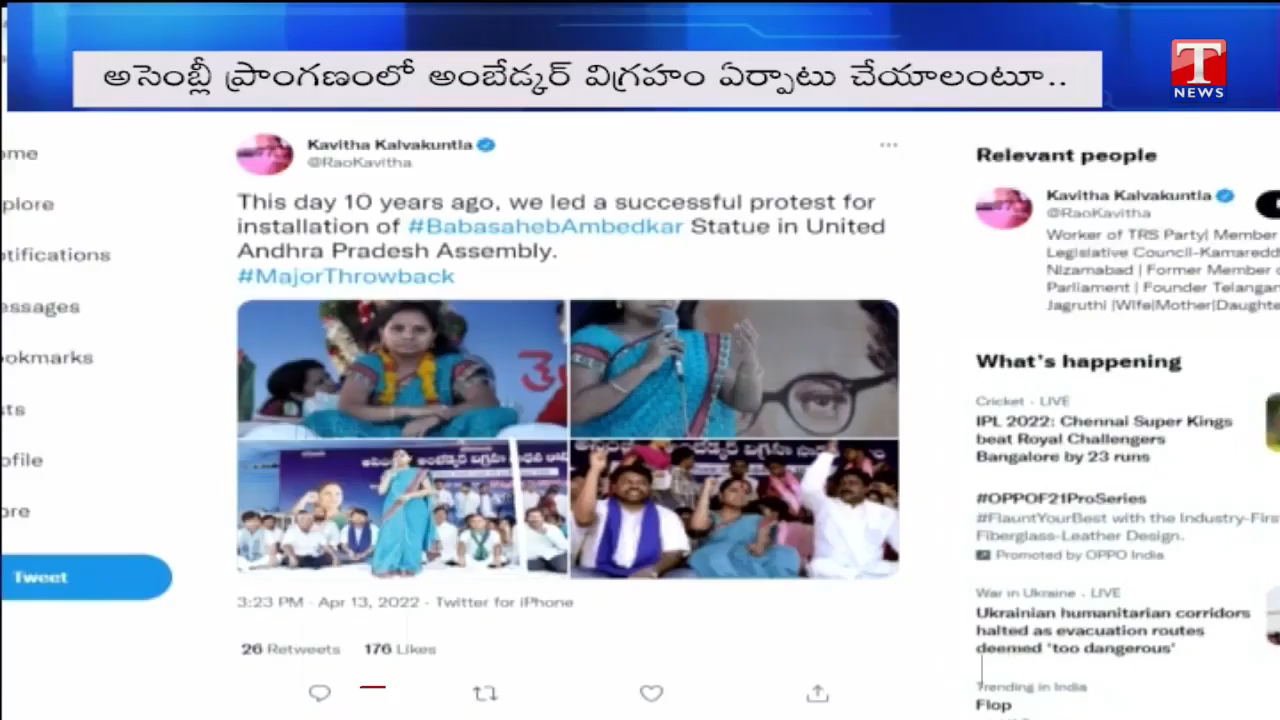 అసెంబ్లీ ప్రాంగణంలో అంబేడ్కర్ విగ్రహం ఏర్పాటు చేయాలంటూ..
T
NEWS
ome
plore
otifications
essages
ookmarks
sts
ofile
ore
Tweet
Kavitha Kalvakuntla
@RaoKavitha
This day 10 years ago, we led a successful protest for
installation of #BabasahebAmbedkar Statue in United
Andhra Pradesh Assembly.
#MajorThrowback
3:23 PM · Apr 13, 2022 · Twitter for iPhone
26 Retweets 176 Likes
Relevant people
Kavitha Kalvakuntla
@RaoKavitha
Worker of TRS Party| Member
Legislative Council-Kamaredd
Nizamabad | Former Member o
Parliament | Founder Telangan
Jagruthi |Wife|Mother|Daughte
What's happening
Cricket · LIVE
IPL 2022: Chennai Super Kings
beat Royal Challengers
Bangalore by 23 runs
#OPPOF21ProSeries
#FlauntYourBest with the Industry-Firs
Fiberglass-Leather Design.
Promoted by OPPO India
War in Ukraine · LIVE
Ukrainian humanitarian corridors
halted as evacuation routes
deemed 'too dangerous'
Trending in India
Flop